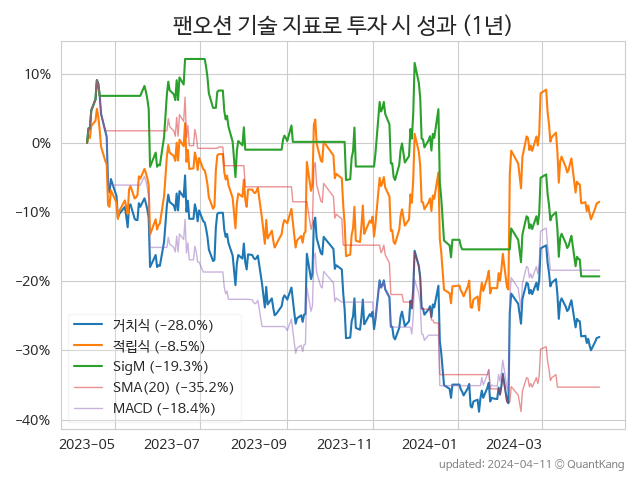 팬오션 기술 지표로 투자 시 성과 (1년)
10%
0%
−10%
−20%
−30%
−40%
거치식 (−28.0%)
적립식 (−8.5%)
SigM (−19.3%)
SMA(20) (−35.2%)
MACD (−18.4%)
2023−05 2023−07 2023−09 2023−11 2024−01 2024−03
updated: 2024−04−11 © QuantKang